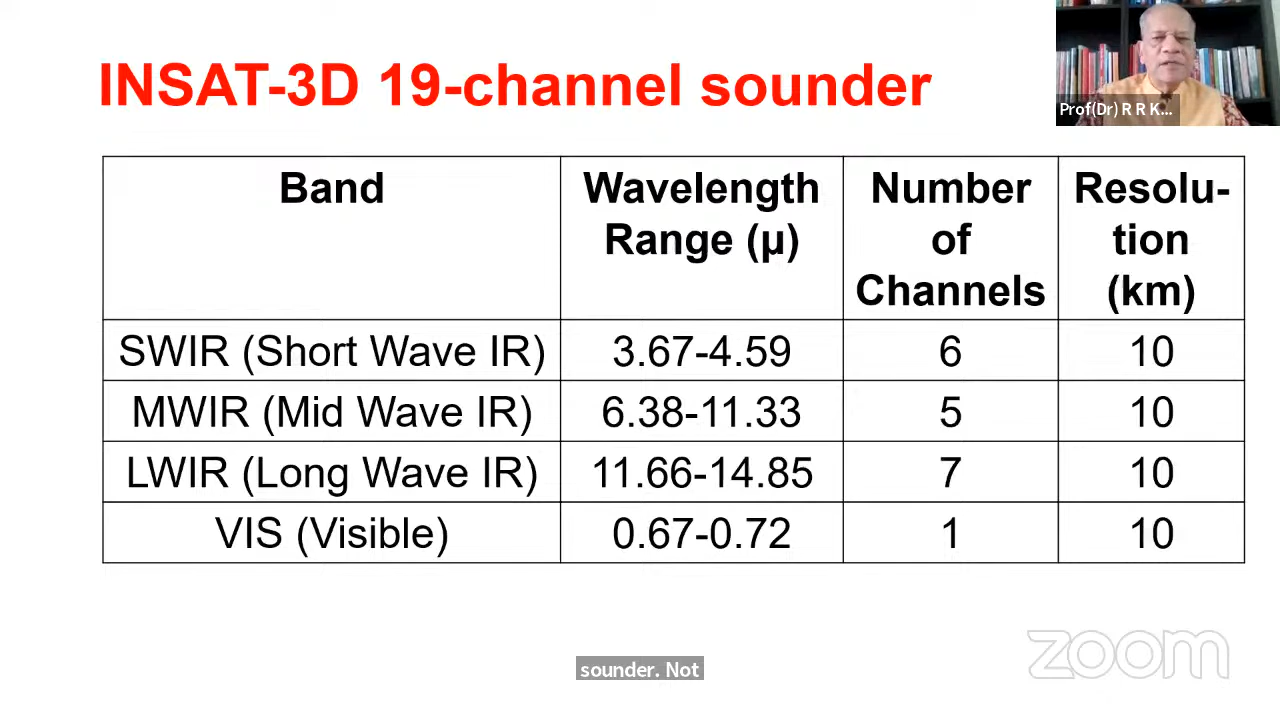 INSAT-3D 19-channel sounder
Prof(Dr) R R K...
Band
Wavelength
Range (µ)
Number
of
Channels
Resolu-
tion
(km)
SWIR (Short Wave IR) 3.67-4.59 6 10
MWIR (Mid Wave IR) 6.38-11.33 5 10
LWIR (Long Wave IR) 11.66-14.85 7 10
VIS (Visible) 0.67-0.72 1 10
zoom
sounder. Not